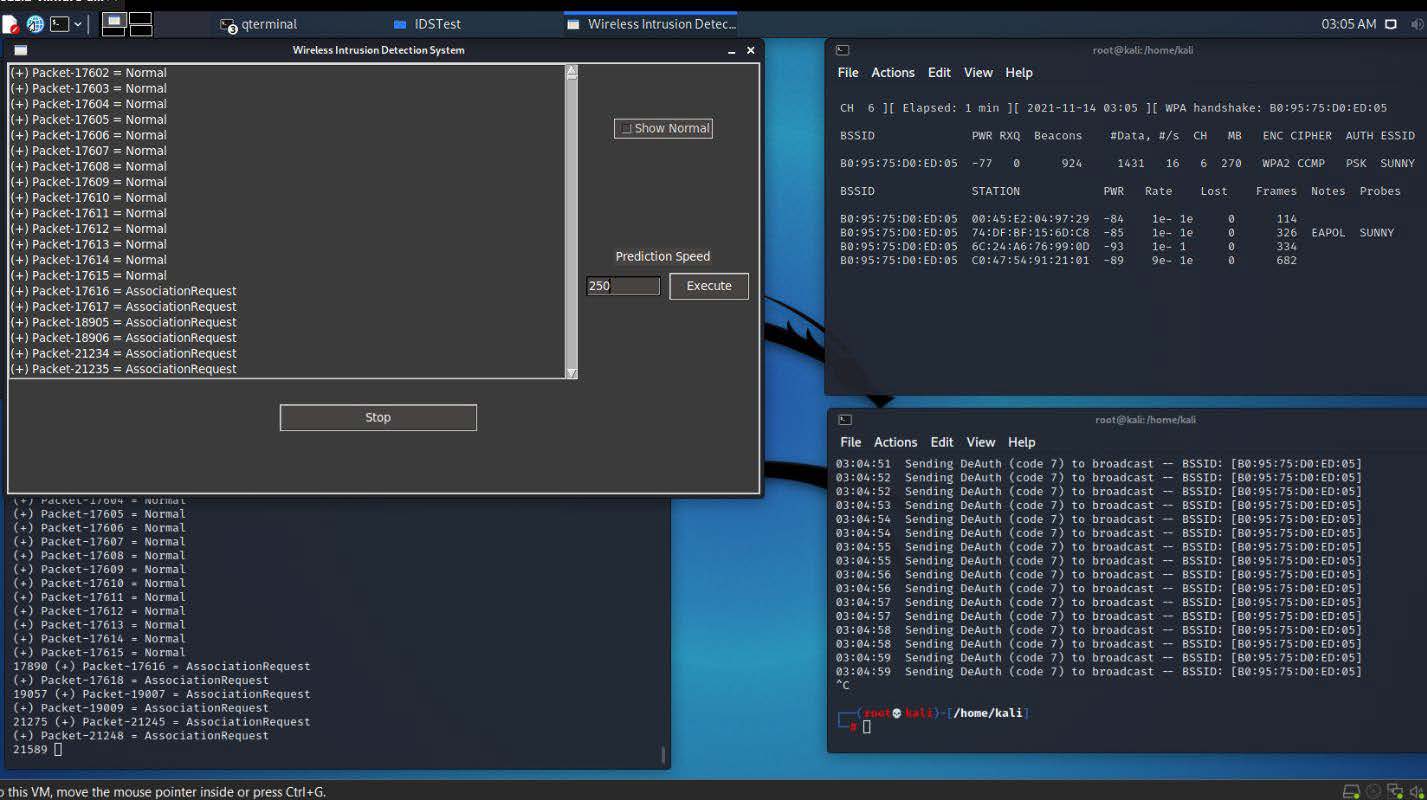 qterminal
3
IDSTest
Wireless Intrusion Detec...
03:05 AM
Wireless Intrusion Detection System
(+) Packet-17602 = Normal
(+) Packet-17603 = Normal
(+) Packet-17604 = Normal
(+) Packet-17605 = Normal
(+) Packet-17606 = Normal
(+) Packet-17607 = Normal
(+) Packet-17608 = Normal
(+) Packet-17609 = Normal
(+) Packet-17610 = Normal
(+) Packet-17611 = Normal
(+) Packet-17612 = Normal
(+) Packet-17613 = Normal
(+) Packet-17614 = Normal
(+) Packet-17615 = Normal
(+) Packet-17616 = AssociationRequest
(+) Packet-17617 = AssociationRequest
(+) Packet-18905 = AssociationRequest
(+) Packet-18906 = AssociationRequest
(+) Packet-21234 = AssociationRequest
(+) Packet-21235 = AssociationRequest
Show Normal
Prediction Speed
250
Execute
Stop
(+) Packet-17604 = Normal
(+) Packet-17605 = Normal
(+) Packet-17606 = Normal
(+) Packet-17607 = Normal
(+) Packet-17608 = Normal
(+) Packet-17609 = Normal
(+) Packet-17610 = Normal
(+) Packet-17611 = Normal
(+) Packet-17612 = Normal
(+) Packet-17613 = Normal
(+) Packet-17614 = Normal
(+) Packet-17615 = Normal
17890 (+) Packet-17616 = AssociationRequest
(+) Packet-17618 = AssociationRequest
19057 (+) Packet-19007 = AssociationRequest
(+) Packet-19009 = AssociationRequest
21275 (+) Packet-21245 = AssociationRequest
(+) Packet-21248 = AssociationRequest
21589
root@kali:/home/kali
File Actions Edit View Help
CH 6 ][ Elapsed: 1 min ][ 2021-11-14 03:05 ][ WPA handshake: B0:95:75:D0:ED:05
BSSID PWR RXQ Beacons #Data, #/s CH MB ENC CIPHER AUTH ESSID
B0:95:75:D0:ED:05 -77 0 924 1431 16 6 270 WPA2 CCMP PSK SUNNY
BSSID STATION PWR Rate Lost Frames Notes Probes
B0:95:75:D0:ED:05 00:45:E2:04:97:29 -84 1e- 1e 0 114
B0:95:75:D0:ED:05 74:DF:BF:15:6D:C8 -85 1e- 1e 0 326 EAPOL SUNNY
B0:95:75:D0:ED:05 6C:24:A6:76:99:0D -93 1e- 1 0 334
B0:95:75:D0:ED:05 C0:47:54:91:21:01 -89 9e- 1e 0 682
root@kali:/home/kali
File Actions Edit View Help
03:04:51 Sending DeAuth (code 7) to broadcast -- BSSID: [B0:95:75:D0:ED:05]
03:04:52 Sending DeAuth (code 7) to broadcast -- BSSID: [B0:95:75:D0:ED:05]
03:04:52 Sending DeAuth (code 7) to broadcast -- BSSID: [B0:95:75:D0:ED:05]
03:04:53 Sending DeAuth (code 7) to broadcast -- BSSID: [B0:95:75:D0:ED:05]
03:04:54 Sending DeAuth (code 7) to broadcast -- BSSID: [B0:95:75:D0:ED:05]
03:04:54 Sending DeAuth (code 7) to broadcast -- BSSID: [B0:95:75:D0:ED:05]
03:04:55 Sending DeAuth (code 7) to broadcast -- BSSID: [B0:95:75:D0:ED:05]
03:04:55 Sending DeAuth (code 7) to broadcast -- BSSID: [B0:95:75:D0:ED:05]
03:04:56 Sending DeAuth (code 7) to broadcast -- BSSID: [B0:95:75:D0:ED:05]
03:04:56 Sending DeAuth (code 7) to broadcast -- BSSID: [B0:95:75:D0:ED:05]
03:04:57 Sending DeAuth (code 7) to broadcast -- BSSID: [B0:95:75:D0:ED:05]
03:04:57 Sending DeAuth (code 7) to broadcast -- BSSID: [B0:95:75:D0:ED:05]
03:04:58 Sending DeAuth (code 7) to broadcast -- BSSID: [B0:95:75:D0:ED:05]
03:04:58 Sending DeAuth (code 7) to broadcast -- BSSID: [B0:95:75:D0:ED:05]
03:04:59 Sending DeAuth (code 7) to broadcast -- BSSID: [B0:95:75:D0:ED:05]
03:04:59 Sending DeAuth (code 7) to broadcast -- BSSID: [B0:95:75:D0:ED:05]
^C
(root💀kali)-[/home/kali]
#
o this VM, move the mouse pointer inside or press Ctrl+G.